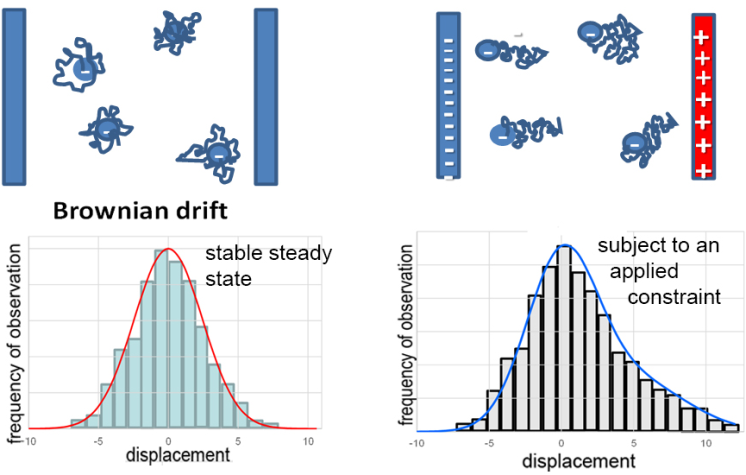 Brownian drift
stable steady
state
frequency of observation
-10 -5 0 5 10
displacement
subject to an
applied
constraint
frequency of observation
-10 -5 0 5 10
displacement